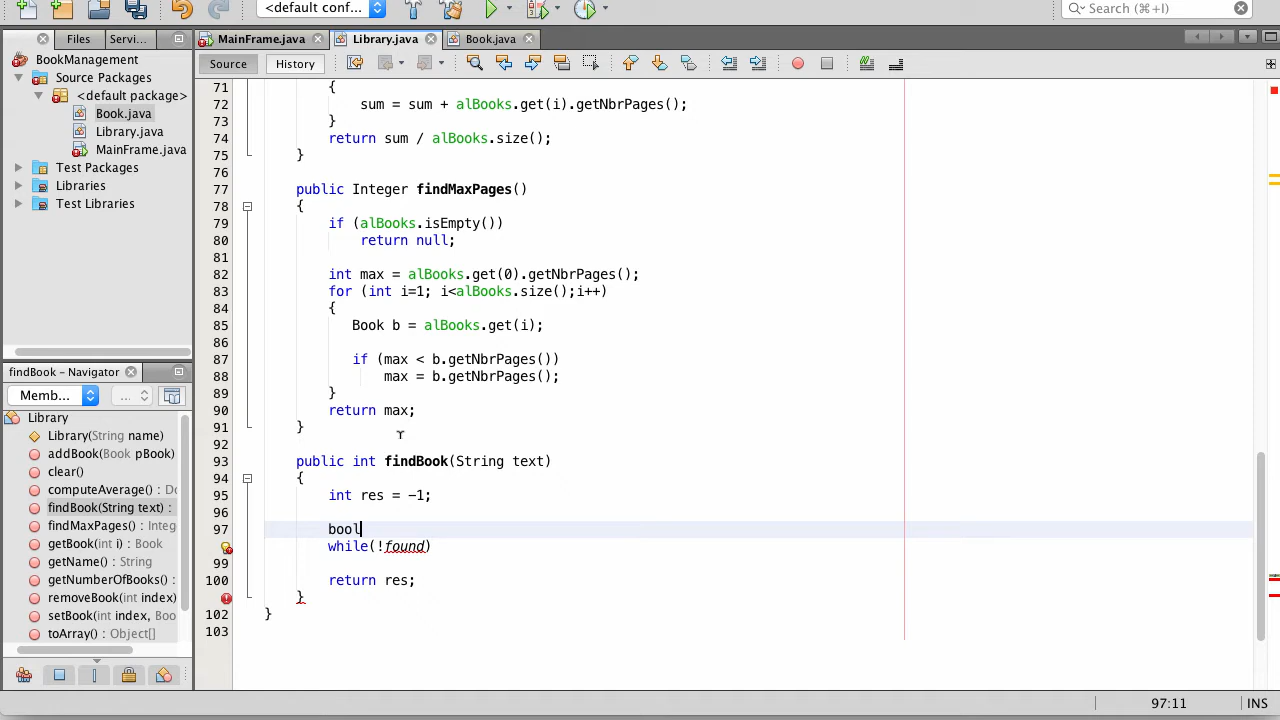 <default conf...
Search (⌘+I)
Files
Servi...
MainFrame.java
Library.java
Book.java
BookManagement
Source Packages
<default package>
Book.java
Library.java
MainFrame.java
Test Packages
Libraries
Test Libraries
Source
History
71 {
72 sum = sum + alBooks.get(i).getNbrPages();
73 }
74 return sum / alBooks.size();
75 }
76
77 public Integer findMaxPages()
78 {
79 if (alBooks.isEmpty())
80 return null;
81
82 int max = alBooks.get(0).getNbrPages();
83 for (int i=1; i<alBooks.size();i++)
84 {
85 Book b = alBooks.get(i);
86
87 if (max < b.getNbrPages())
88 max = b.getNbrPages();
89 }
90 return max;
91 }
92
93 public int findBook(String text)
94 {
95 int res = -1;
96
97 bool
while(!found)
99
100 return res;
}
102 }
103
findBook - Navigator
Memb...
...
Library
Library(String name)
addBook(Book pBook)
clear()
computeAverage() : Do
findBook(String text) :
findMaxPages() : Integ
getBook(int i) : Book
getName() : String
getNumberOfBooks() :
removeBook(int index)
setBook(int index, Boo
toArray() : Object[]
97:11
INS